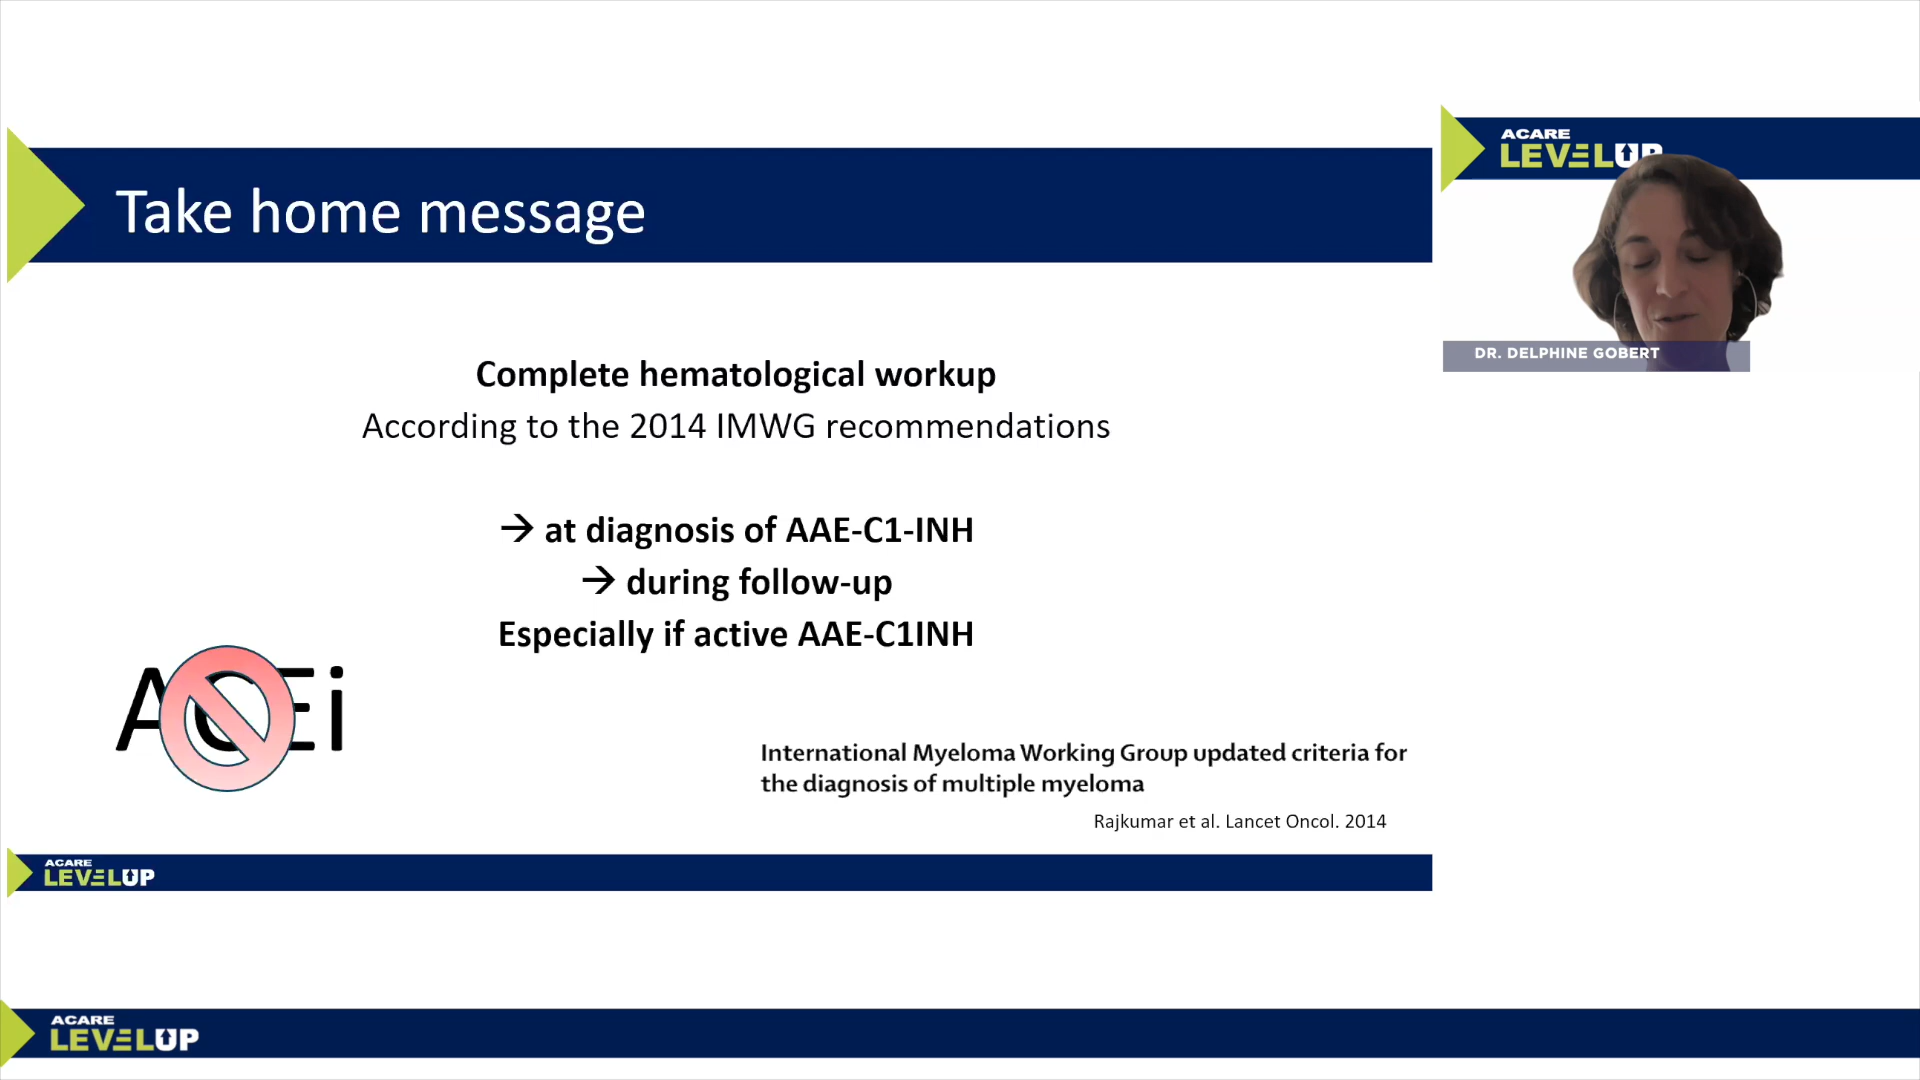 Take home message
Complete hematological workup
According to the 2014 IMWG recommendations
→ at diagnosis of AAE-C1-INH
→ during follow-up
Especially if active AAE-C1INH
ACEi
International Myeloma Working Group updated criteria for
the diagnosis of multiple myeloma
Rajkumar et al. Lancet Oncol. 2014
ACARE
LEVELUP
ACARE
LEVELUP
DR. DELPHINE GOBERT
ACARE
LEVELUP